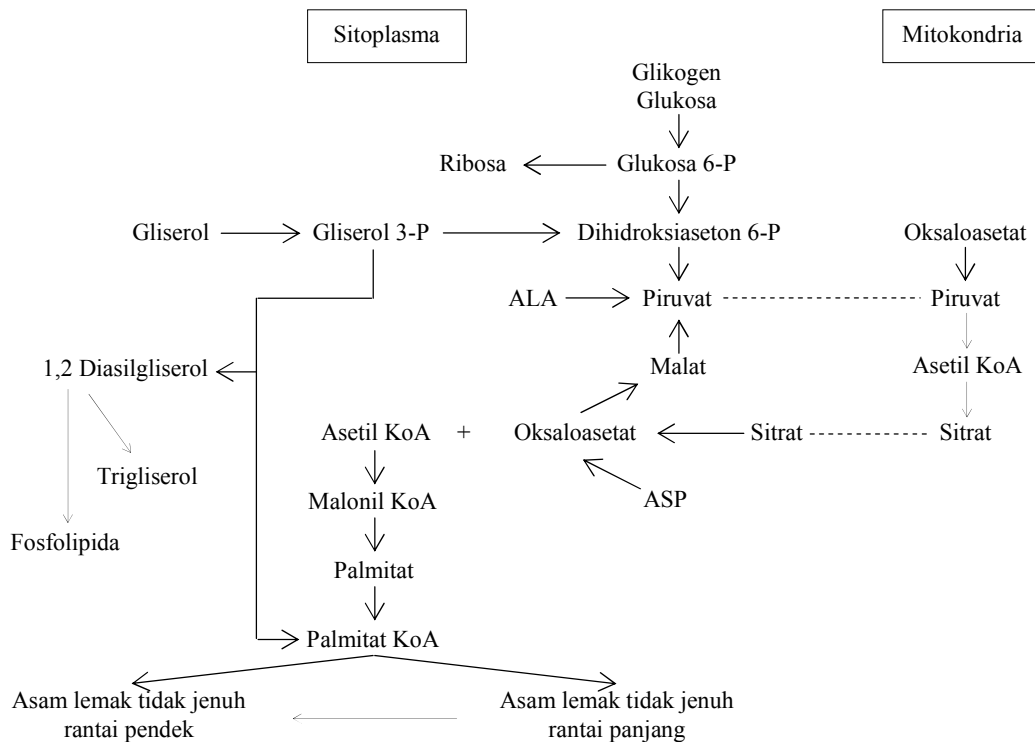 Sitoplasma
Mitokondria
Glikogen
Glukosa
Ribosa
Glukosa 6-P
Gliserol
Gliserol 3-P
Dihidroksiaseton 6-P
Oksaloasetat
ALA
Piruvat
Piruvat
1,2 Diasilgliserol
Malat
Asetil KoA
Asetil KoA
+
Oksaloasetat
Sitrat
Sitrat
Trigliserol
Malonil KoA
ASP
Fosfolipida
Palmitat
Palmitat KoA
Asam lemak tidak jenuh
rantai pendek
Asam lemak tidak jenuh
rantai panjang